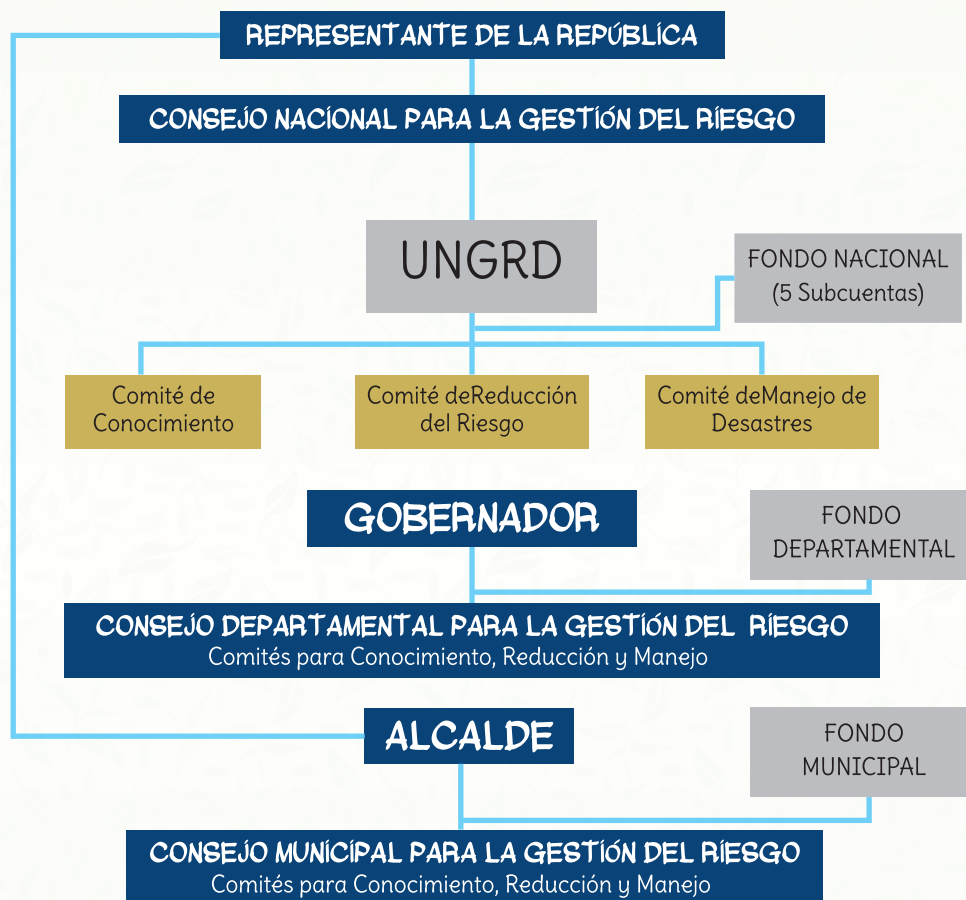 REPRESENTANTE DE LA REPÚBLICA
CONSEJO NACIONAL PARA LA GESTIÓN DEL RIESGO
UNGRD
FONDO NACIONAL
(5 Subcuentas)
Comité de
Conocimiento
Comité deReducción
del Riesgo
Comité deManejo de
Desastres
GOBERNADOR
FONDO
DEPARTAMENTAL
CONSEJO DEPARTAMENTAL PARA LA GESTIÓN DEL RIESGO
Comités para Conocimiento, Reducción y Manejo
ALCALDE
FONDO
MUNICIPAL
CONSEJO MUNICIPAL PARA LA GESTIÓN DEL RIESGO
Comités para Conocimiento, Reducción y Manejo